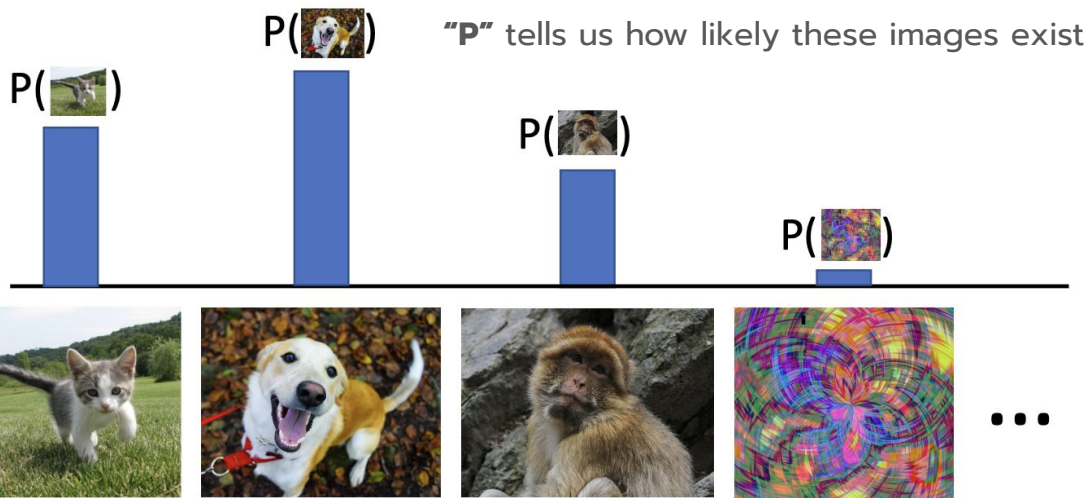 P( ) "P" tells us how likely these images exist
P( )
P( )
P( )
...